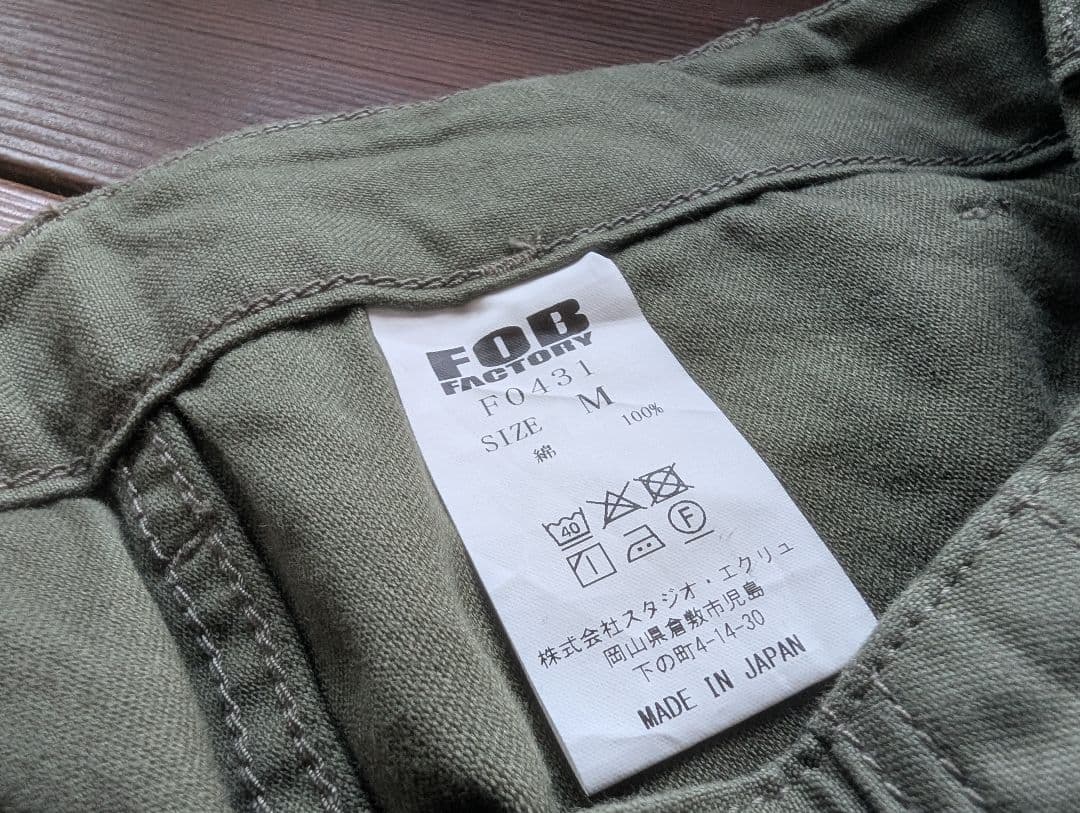 FOB
FACTORY
F0431
SIZE M
綿 100%
40
F
株式会社スタジオ・エクリュ
岡山県倉敷市児島
下の町4-14-30
MADE IN JAPAN